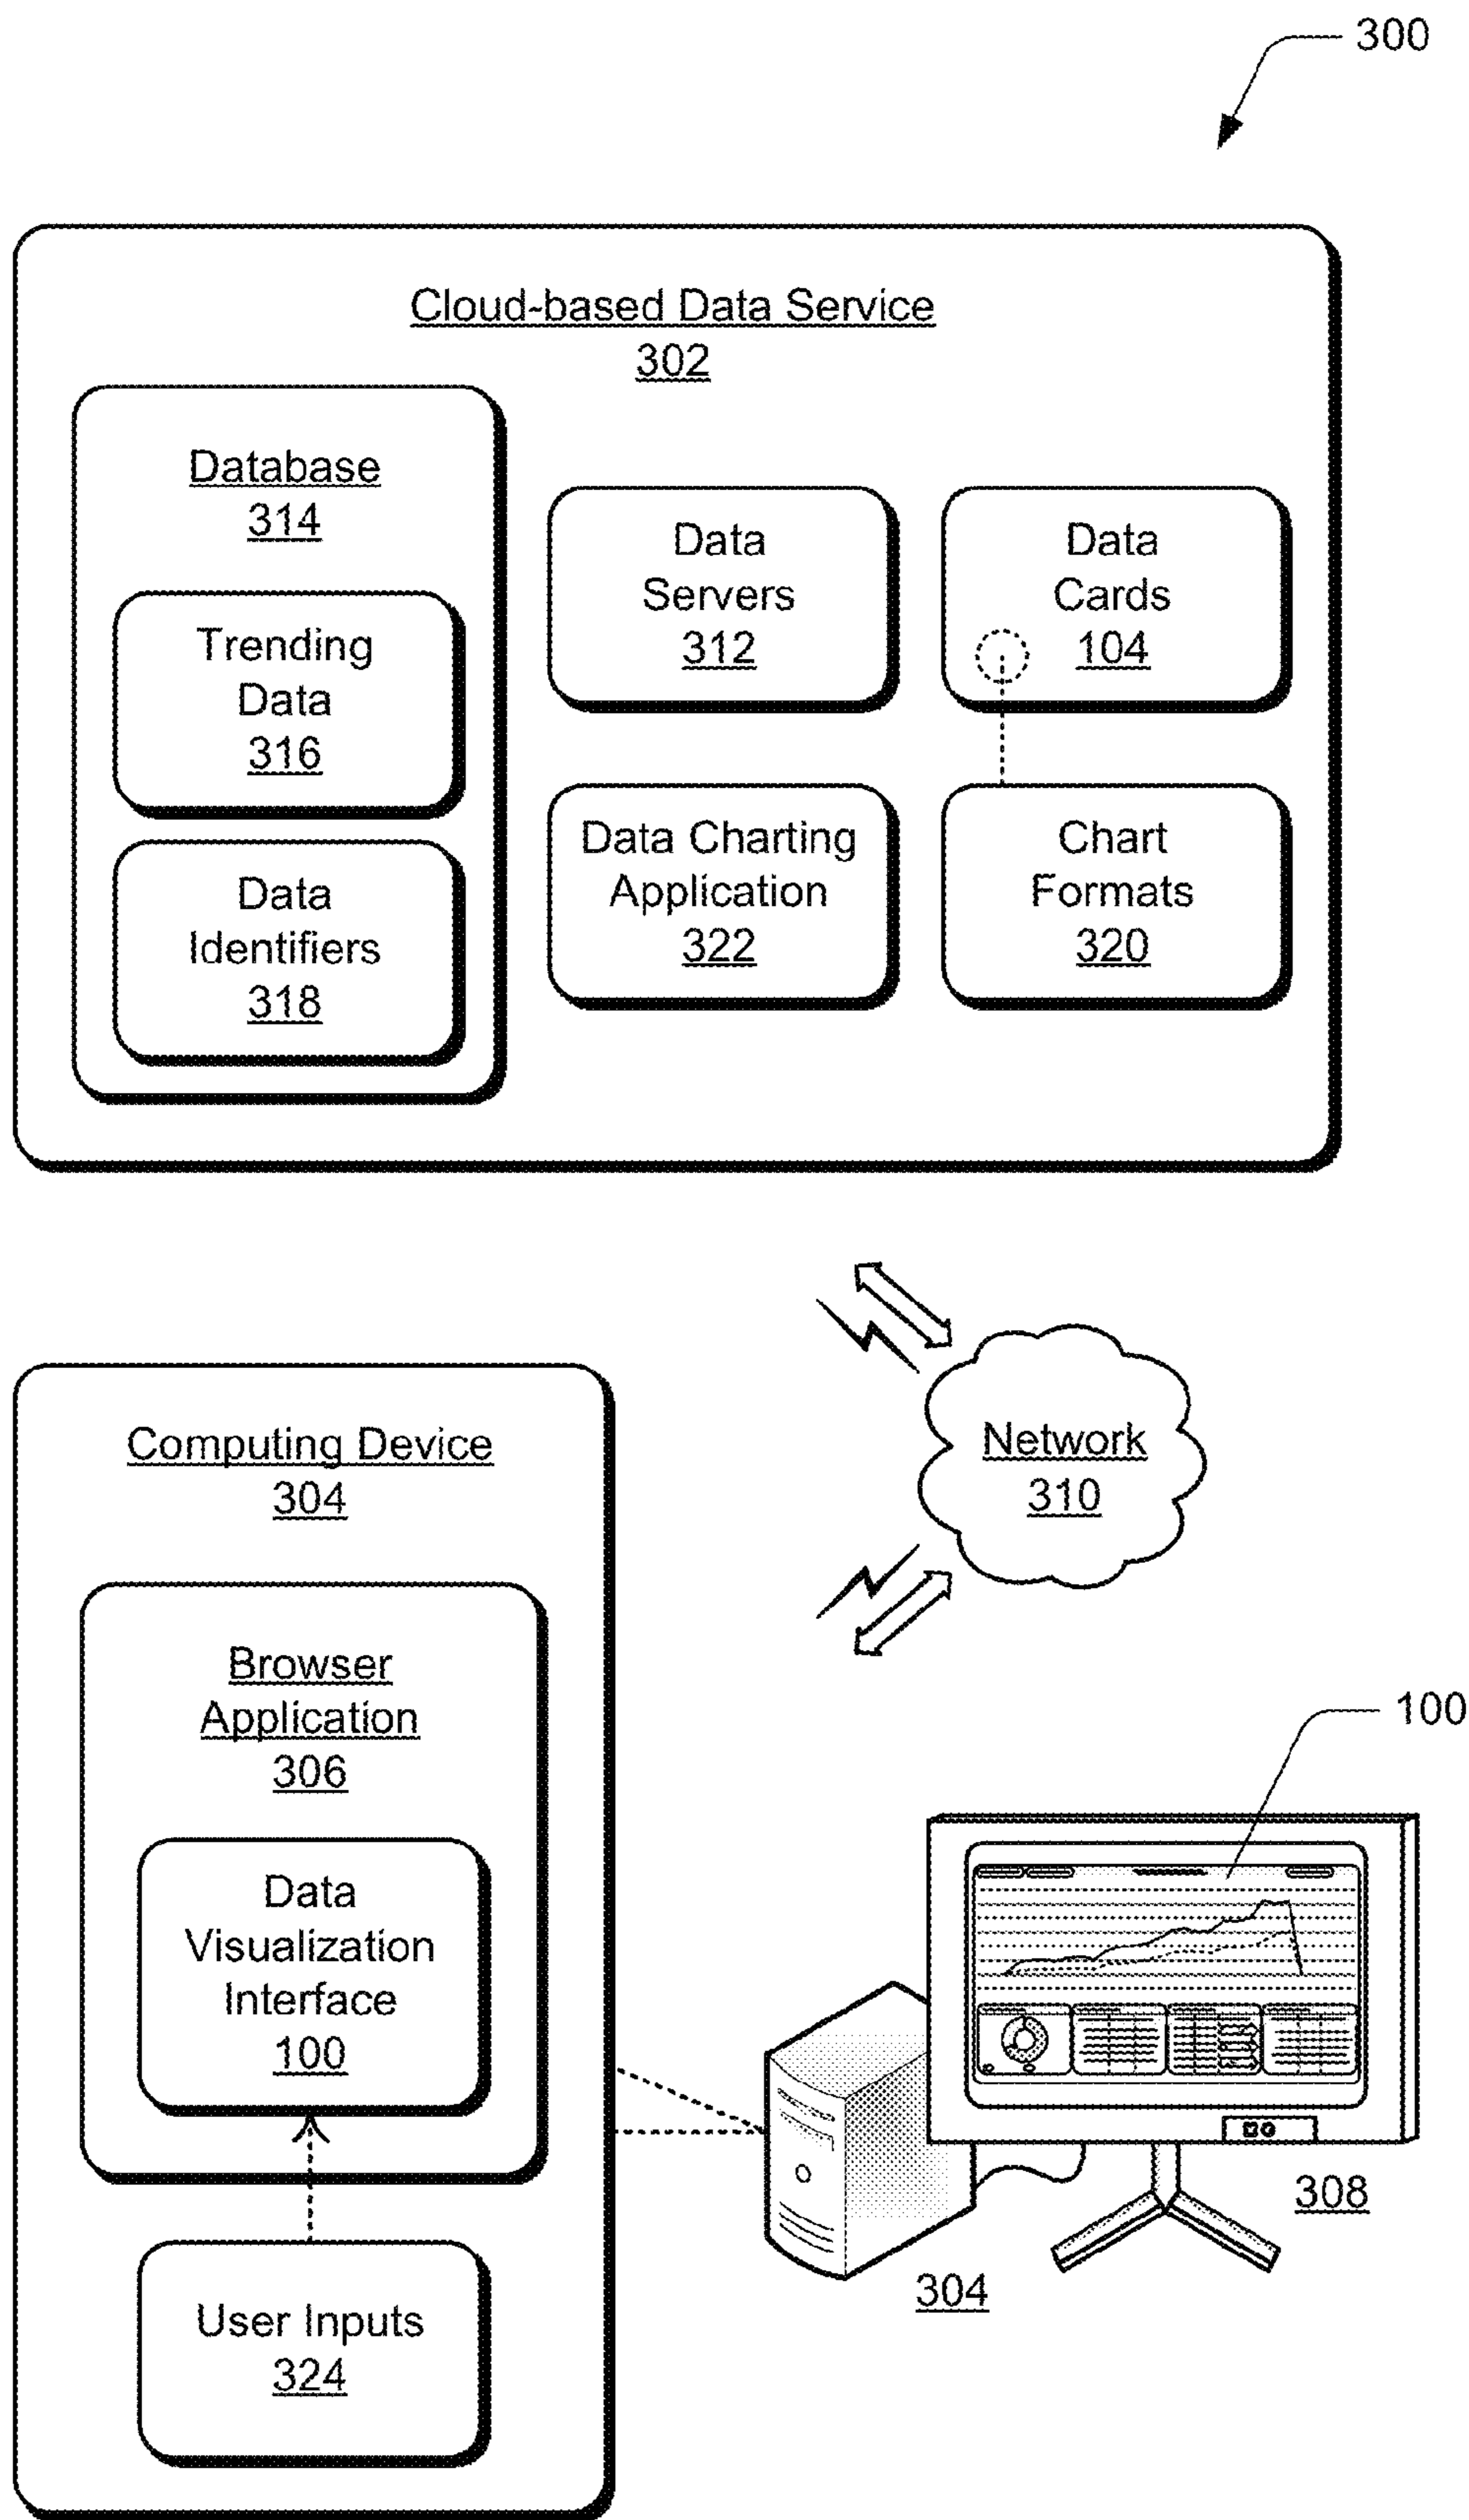 300
Cloud-based Data Service
302
Database
314
Trending
Data
316
Data
Identifiers
318
Data
Servers
312
Data
Cards
104
Data Charting
Application
322
Chart
Formats
320
Network
310
Computing Device
304
Browser
Application
306
Data
Visualization
Interface
100
User Inputs
324
100
308
304